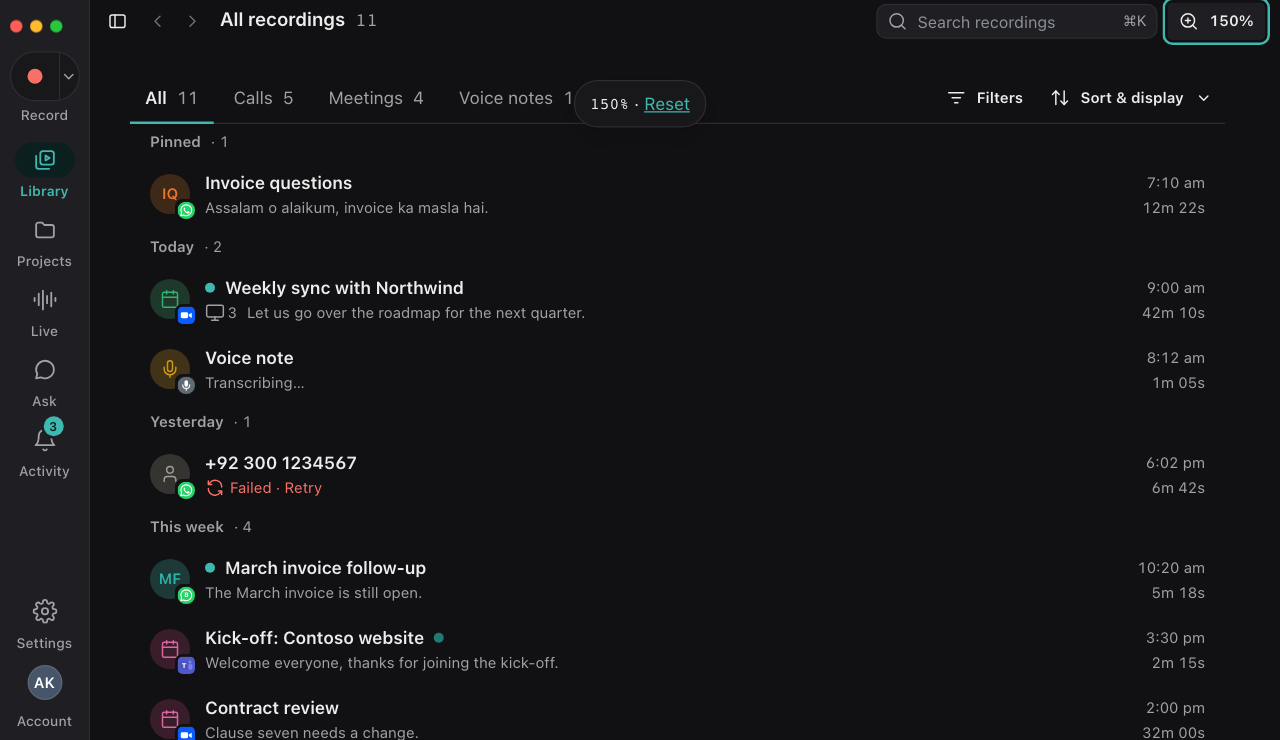 All recordings 11
Search recordings ⌘K
150%
Record
Library
Projects
Live
Ask
3
Activity
Settings
AK
Account
All 11
Calls 5
Meetings 4
Voice notes 1
150% · Reset
Filters
Sort & display
Pinned · 1
IQ
Invoice questions 7:10 am
Assalam o alaikum, invoice ka masla hai. 12m 22s
Today · 2
Weekly sync with Northwind 9:00 am
3 Let us go over the roadmap for the next quarter. 42m 10s
Voice note 8:12 am
Transcribing… 1m 05s
Yesterday · 1
+92 300 1234567 6:02 pm
Failed · Retry 6m 42s
This week · 4
MF
March invoice follow-up 10:20 am
The March invoice is still open. 5m 18s
Kick-off: Contoso website 3:30 pm
Welcome everyone, thanks for joining the kick-off. 2m 15s
Contract review 2:00 pm
Clause seven needs a change. 32m 00s